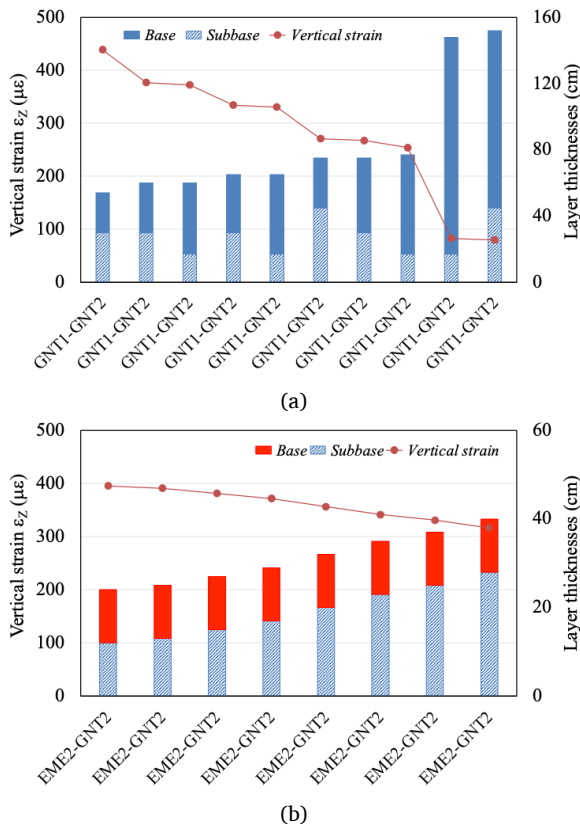 500
400
300
200
100
0
Vertical strain εZ (με)
Base Subbase Vertical strain
160
120
80
40
0
Layer thicknesses (cm)
GNT1-GNT2
GNT1-GNT2
GNT1-GNT2
GNT1-GNT2
GNT1-GNT2
GNT1-GNT2
GNT1-GNT2
GNT1-GNT2
GNT1-GNT2
GNT1-GNT2
(a)
500
400
300
200
100
0
Vertical strain εZ (με)
Base Subbase Vertical strain
60
40
20
0
Layer thicknesses (cm)
EME2-GNT2
EME2-GNT2
EME2-GNT2
EME2-GNT2
EME2-GNT2
EME2-GNT2
EME2-GNT2
EME2-GNT2
(b)